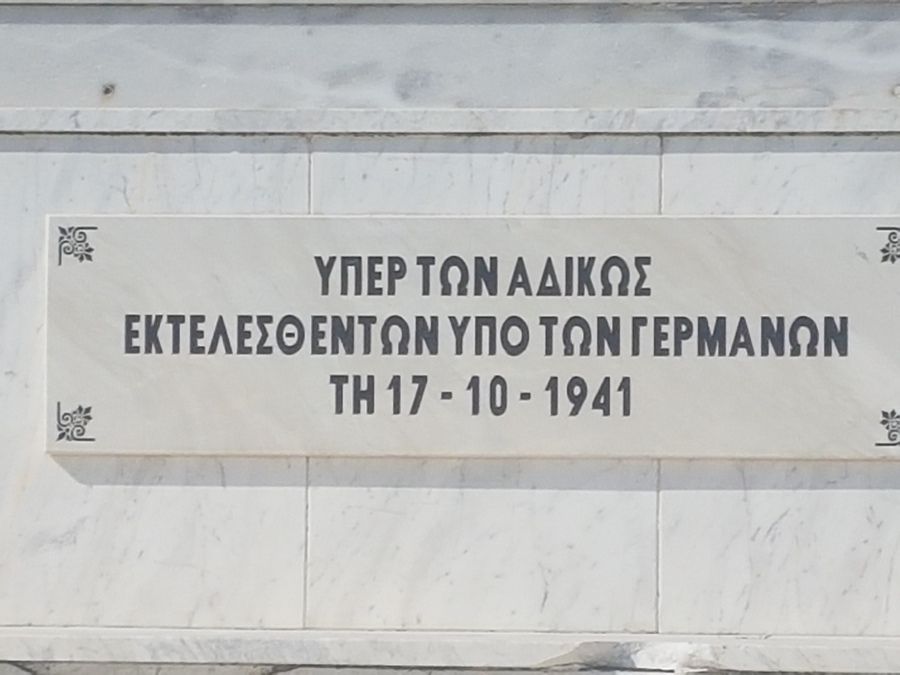 ΥΠΕΡ ΤΩΝ ΑΔΙΚΩΣ
ΕΚΤΕΛΕΣΘΕΝΤΩΝ ΥΠΟ ΤΩΝ ΓΕΡΜΑΝΩΝ
ΤΗ 17 - 10 - 1941